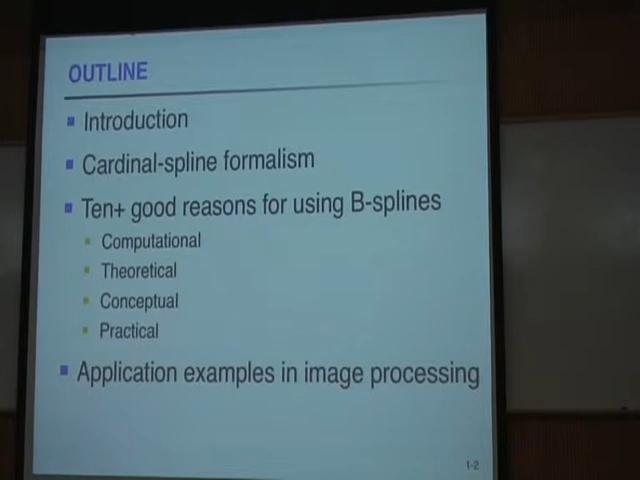 OUTLINE
Introduction
Cardinal-spline formalism
Ten+ good reasons for using B-splines
Computational
Theoretical
Conceptual
Practical
Application examples in image processing
1-2